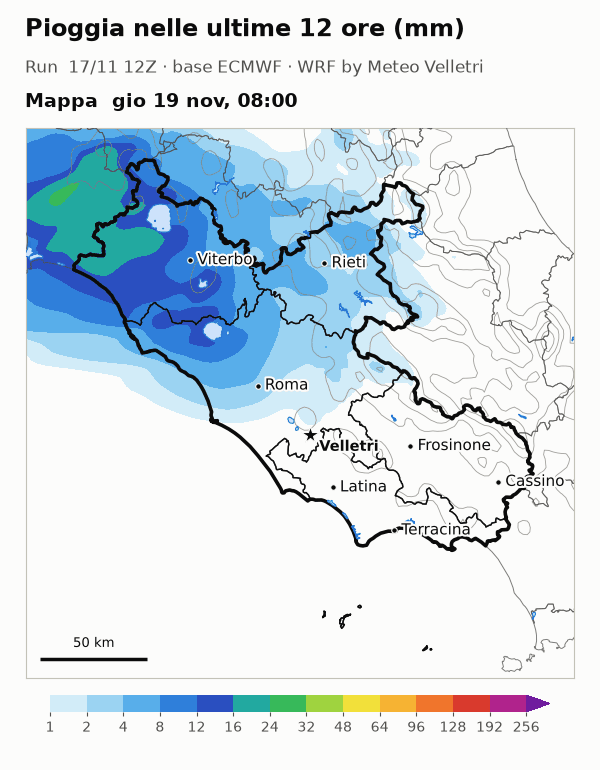 Pioggia nelle ultime 12 ore (mm)
Run 17/11 12Z · base ECMWF · WRF by Meteo Velletri
Mappa gio 19 nov, 08:00
Viterbo
Rieti
Roma
Velletri
Frosinone
Latina
Cassino
Terracina
50 km
1 2 4 8 12 16 24 32 48 64 96 128 192 256